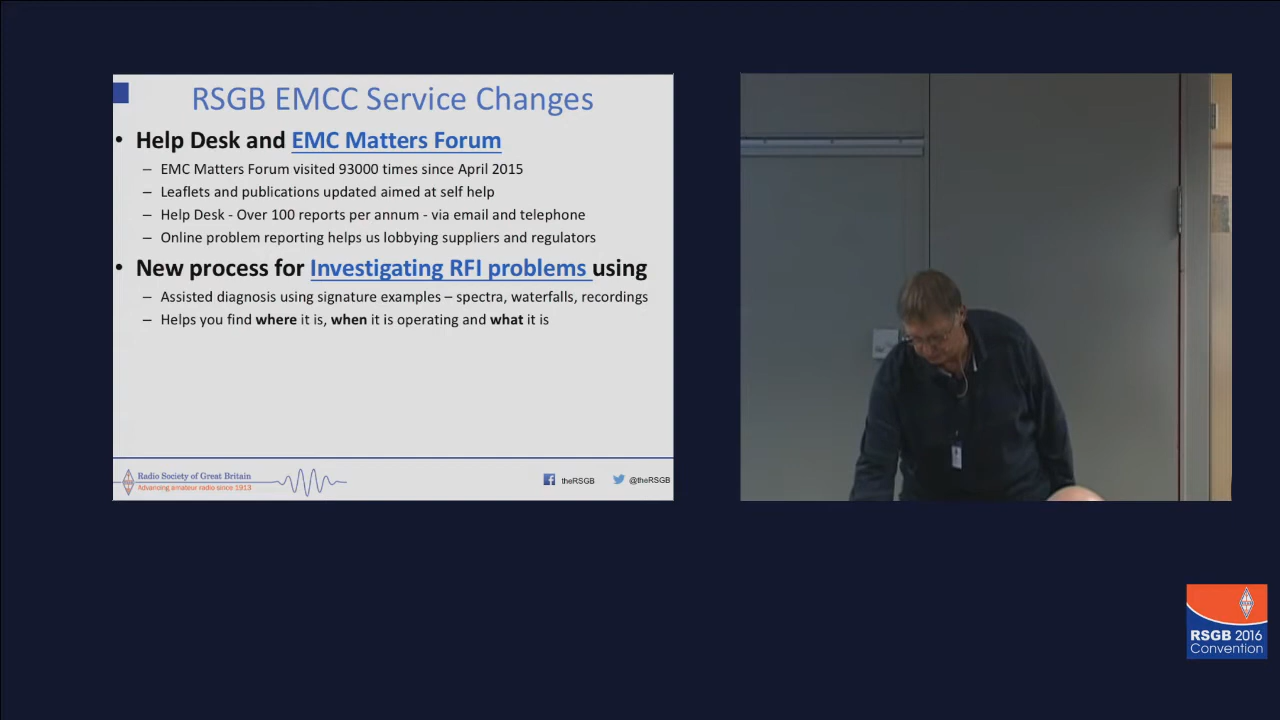 RSGB EMCC Service Changes
• Help Desk and EMC Matters Forum
– EMC Matters Forum visited 93000 times since April 2015
– Leaflets and publications updated aimed at self help
– Help Desk - Over 100 reports per annum - via email and telephone
– Online problem reporting helps us lobbying suppliers and regulators
• New process for Investigating RFI problems using
– Assisted diagnosis using signature examples – spectra, waterfalls, recordings
– Helps you find where it is, when it is operating and what it is
Radio Society of Great Britain
Advancing amateur radio since 1913
theRSGB
@theRSGB
RSGB 2016
Convention